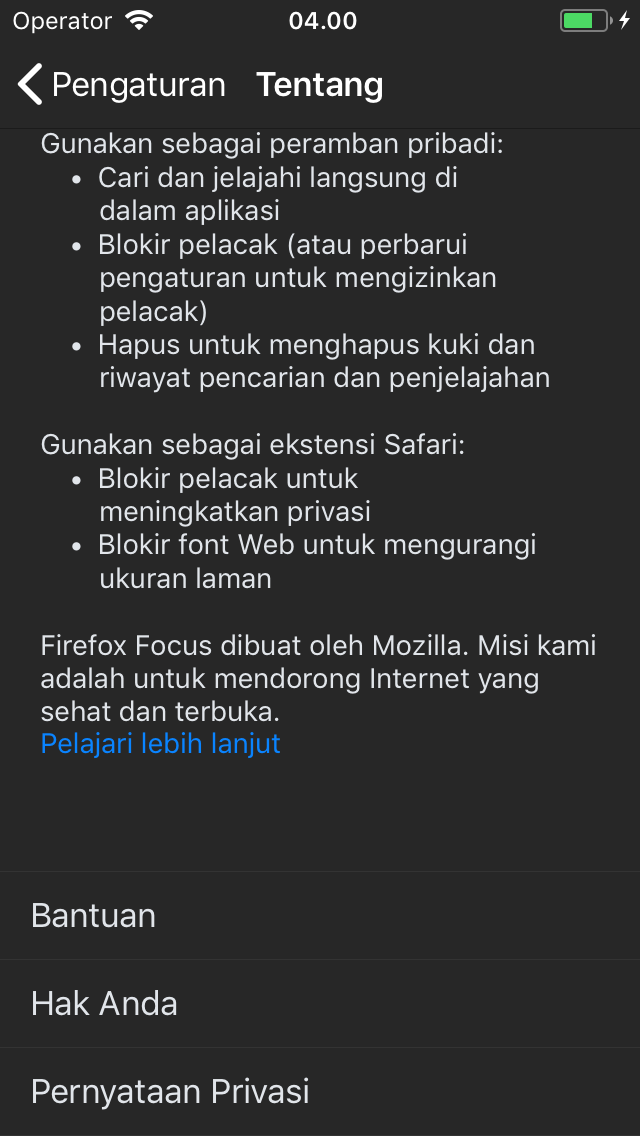 Operator
04.00
Pengaturan
Tentang
Gunakan sebagai peramban pribadi:
• Cari dan jelajahi langsung di
dalam aplikasi
• Blokir pelacak (atau perbarui
pengaturan untuk mengizinkan
pelacak)
• Hapus untuk menghapus kuki dan
riwayat pencarian dan penjelajahan
Gunakan sebagai ekstensi Safari:
• Blokir pelacak untuk
meningkatkan privasi
• Blokir font Web untuk mengurangi
ukuran laman
Firefox Focus dibuat oleh Mozilla. Misi kami
adalah untuk mendorong Internet yang
sehat dan terbuka.
Pelajari lebih lanjut
Bantuan
Hak Anda
Pernyataan Privasi